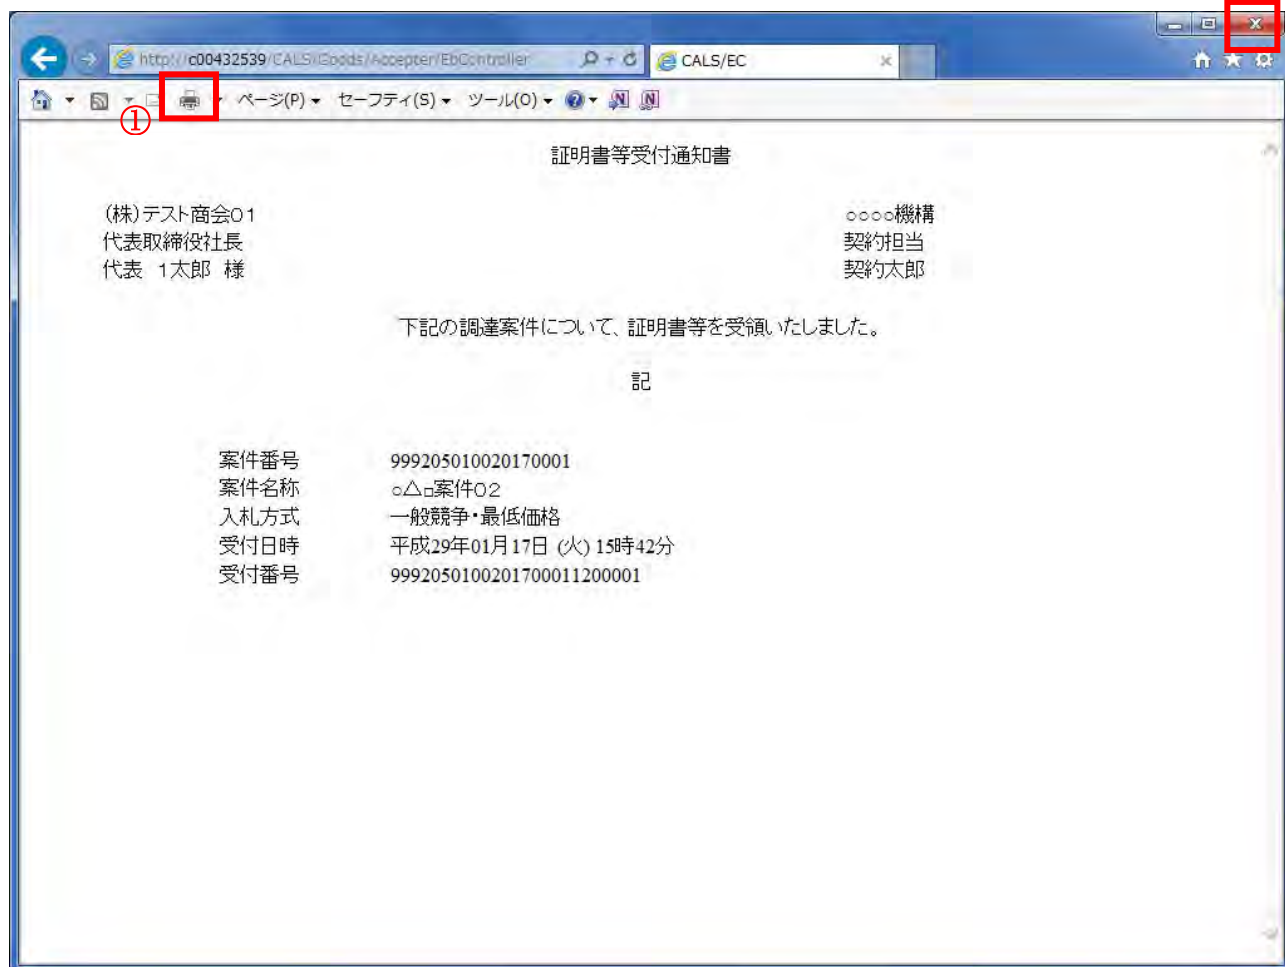 http://c00432539/CALS/Goods/Accepter/EbController
CALS/EC
ページ(P) セーフティ(S) ツール(O)
①
証明書等受付通知書
(株)テスト商会01 ○○○○機構
代表取締役社長 契約担当
代表 1太郎 様 契約太郎
下記の調達案件について、証明書等を受領いたしました。
記
案件番号 999205010020170001
案件名称 ○△□案件02
入札方式 一般競争・最低価格
受付日時 平成29年01月17日 (火) 15時42分
受付番号 9992050100201700011200001